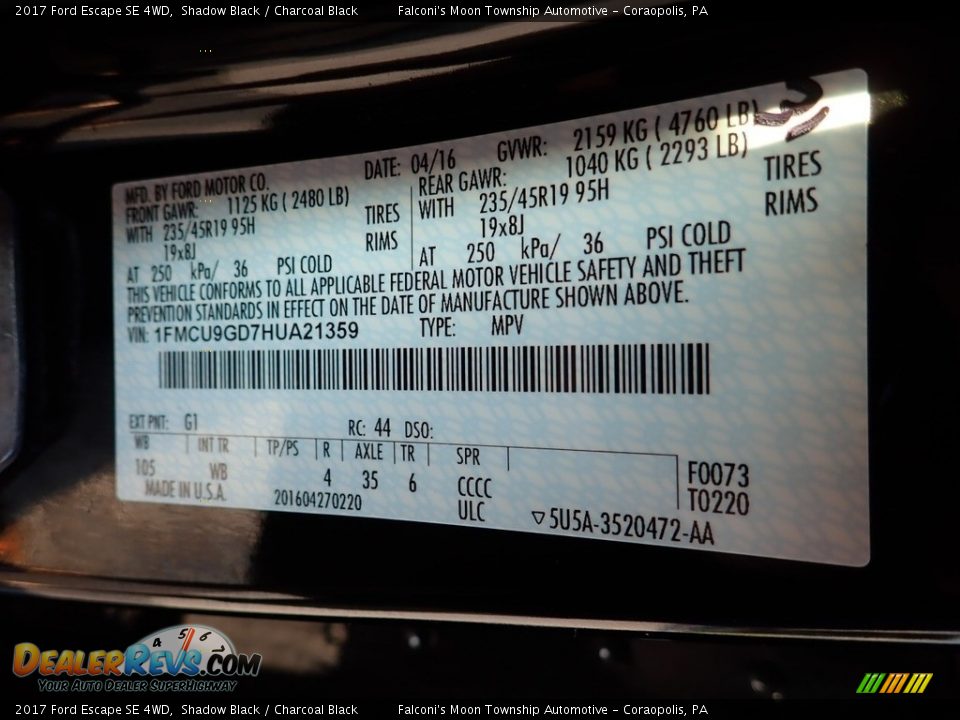 2017 Ford Escape SE 4WD, Shadow Black / Charcoal Black Falconi's Moon Township Automotive - Coraopolis, PA
3
MFD. BY FORD MOTOR CO. DATE: 04/16 GVWR: 2159 KG ( 4760 LB)
FRONT GAWR: 1125 KG ( 2480 LB) REAR GAWR: 1040 KG ( 2293 LB)
WITH 235/45R19 95H TIRES WITH 235/45R19 95H TIRES
19x8J RIMS 19x8J RIMS
AT 250 kPa/ 36 PSI COLD AT 250 kPa/ 36 PSI COLD
THIS VEHICLE CONFORMS TO ALL APPLICABLE FEDERAL MOTOR VEHICLE SAFETY AND THEFT
PREVENTION STANDARDS IN EFFECT ON THE DATE OF MANUFACTURE SHOWN ABOVE.
VIN: 1FMCU9GD7HUA21359 TYPE: MPV
EXT PNT: G1 RC: 44 DSO:
WB INT TR TP/PS R AXLE TR SPR
105 WB 4 35 6 CCCC F0073
MADE IN U.S.A. 201604270220 ULC T0220
▽5U5A-3520472-AA
4 5 6
DEALERREVS.COM
YOUR AUTO DEALER SUPERHIGHWAY
2017 Ford Escape SE 4WD, Shadow Black / Charcoal Black Falconi's Moon Township Automotive - Coraopolis, PA